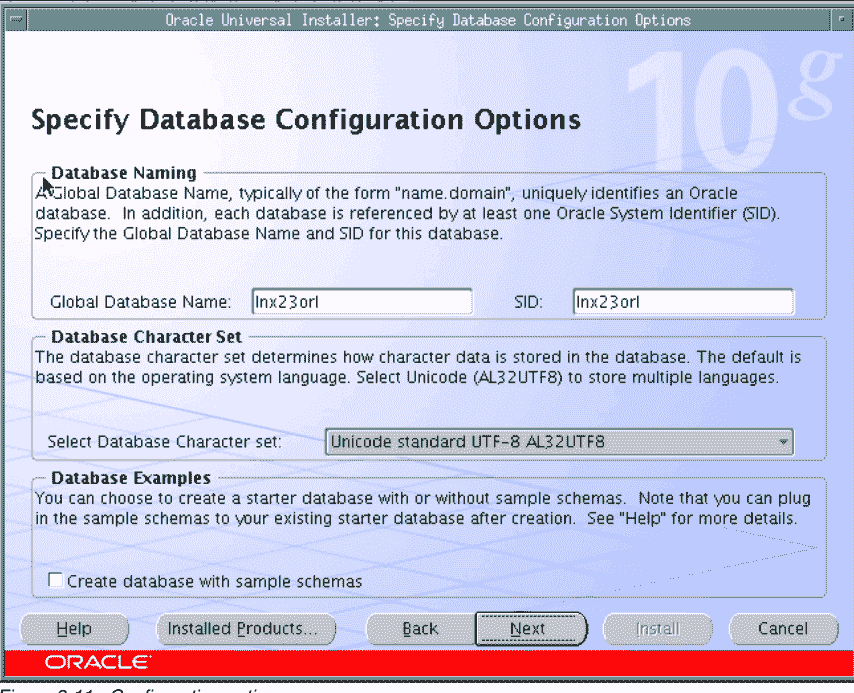 Oracle Universal Installer: Specify Database Configuration Options
10g
Specify Database Configuration Options
Database Naming
A Global Database Name, typically of the form "name.domain", uniquely identifies an Oracle
database. In addition, each database is referenced by at least one Oracle System Identifier (SID).
Specify the Global Database Name and SID for this database.
Global Database Name: lnx23orl SID: lnx23orl
Database Character Set
The database character set determines how character data is stored in the database. The default is
based on the operating system language. Select Unicode (AL32UTF8) to store multiple languages.
Select Database Character set: Unicode standard UTF-8 AL32UTF8
Database Examples
You can choose to create a starter database with or without sample schemas. Note that you can plug
in the sample schemas to your existing starter database after creation. See "Help" for more details.
Create database with sample schemas
Help Installed Products... Back Next Install Cancel
ORACLE